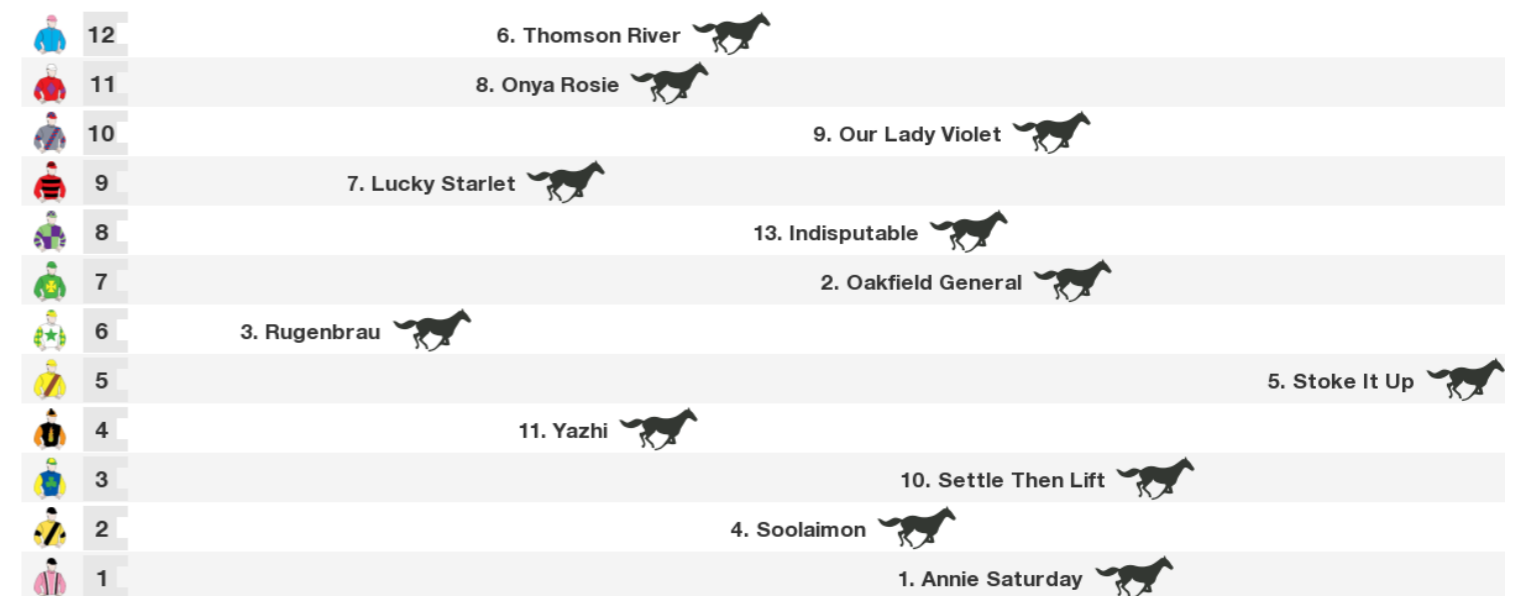 12 6. Thomson River
11 8. Onya Rosie
10 9. Our Lady Violet
9 7. Lucky Starlet
8 13. Indisputable
7 2. Oakfield General
6 3. Rugenbrau
5 5. Stoke It Up
4 11. Yazhi
3 10. Settle Then Lift
2 4. Soolaimon
1 1. Annie Saturday